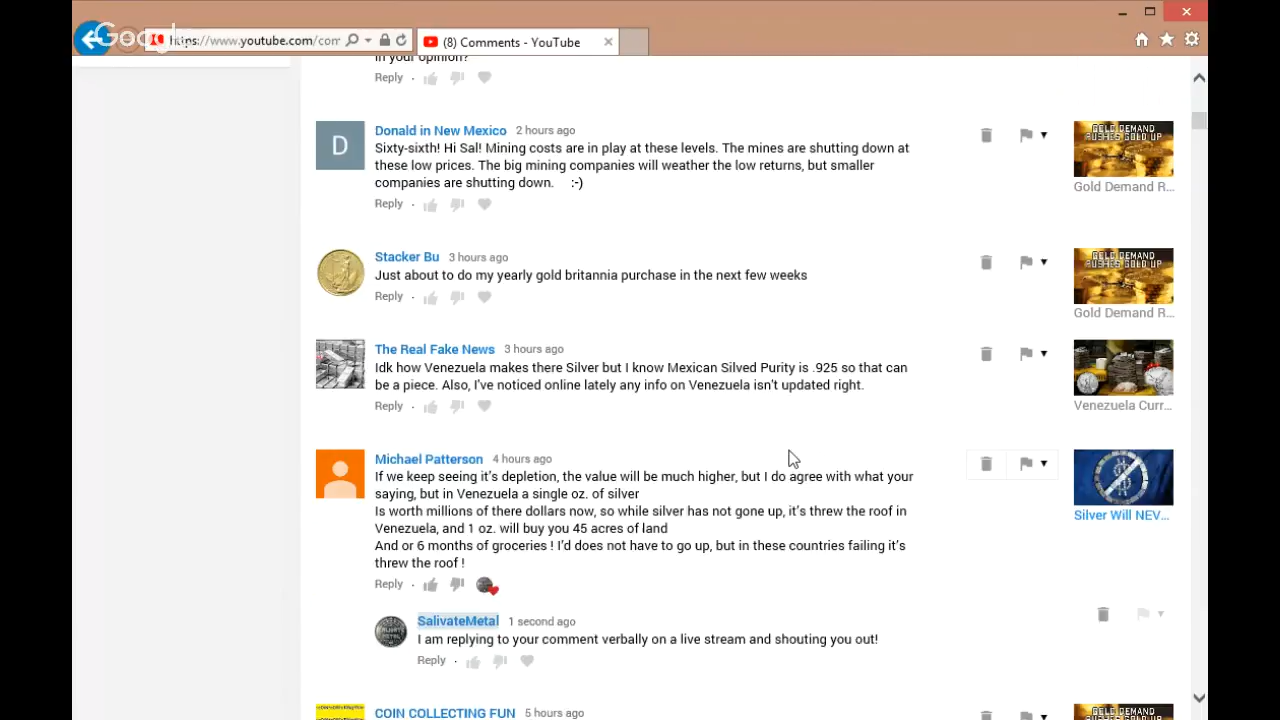 Google
https://www.youtube.com/com
(8) Comments - YouTube
in your opinion?
Reply
Donald in New Mexico 2 hours ago
Sixty-sixth! Hi Sal! Mining costs are in play at these levels. The mines are shutting down at
these low prices. The big mining companies will weather the low returns, but smaller
companies are shutting down. :-)
GOLD DEMAND
PUSHES GOLD UP
Gold Demand R...
Reply
Stacker Bu 3 hours ago
Just about to do my yearly gold britannia purchase in the next few weeks
Reply
GOLD DEMAND
PUSHES GOLD UP
Gold Demand R...
The Real Fake News 3 hours ago
Idk how Venezuela makes there Silver but I know Mexican Silved Purity is .925 so that can
be a piece. Also, I've noticed online lately any info on Venezuela isn't updated right.
Reply
Venezuela Curr...
Michael Patterson 4 hours ago
If we keep seeing it's depletion, the value will be much higher, but I do agree with what your
saying, but in Venezuela a single oz. of silver
Is worth millions of there dollars now, so while silver has not gone up, it's threw the roof in
Venezuela, and 1 oz. will buy you 45 acres of land
And or 6 months of groceries ! I'd does not have to go up, but in these countries failing it's
threw the roof !
Silver Will NEV...
Reply
SalivateMetal 1 second ago
I am replying to your comment verbally on a live stream and shouting you out!
Reply
COIN COLLECTING FUN 5 hours ago